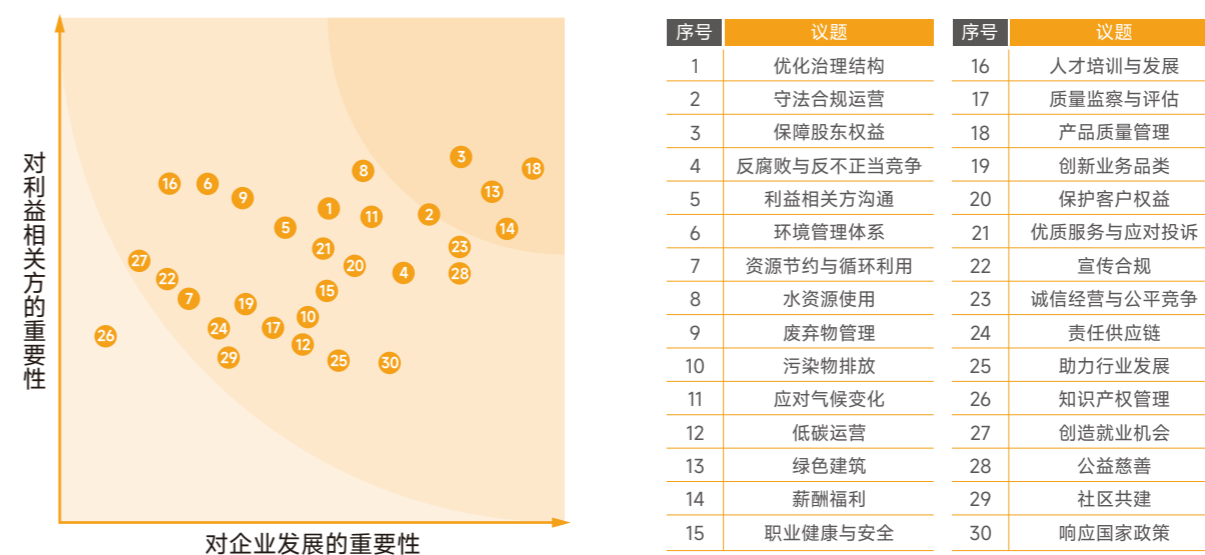 对利益相关方的重要性
3
8
18
16
6
13
9
1
11
2
5
14
21
23
27
20
4
28
22
15
7
19
10
24
17
26
12
29
25
30
对企业发展的重要性
序号 议题
1 优化治理结构
2 守法合规运营
3 保障股东权益
4 反腐败与反不正当竞争
5 利益相关方沟通
6 环境管理体系
7 资源节约与循环利用
8 水资源使用
9 废弃物管理
10 污染物排放
11 应对气候变化
12 低碳运营
13 绿色建筑
14 薪酬福利
15 职业健康与安全
序号 议题
16 人才培训与发展
17 质量监察与评估
18 产品质量管理
19 创新业务品类
20 保护客户权益
21 优质服务与应对投诉
22 宣传合规
23 诚信经营与公平竞争
24 责任供应链
25 助力行业发展
26 知识产权管理
27 创造就业机会
28 公益慈善
29 社区共建
30 响应国家政策